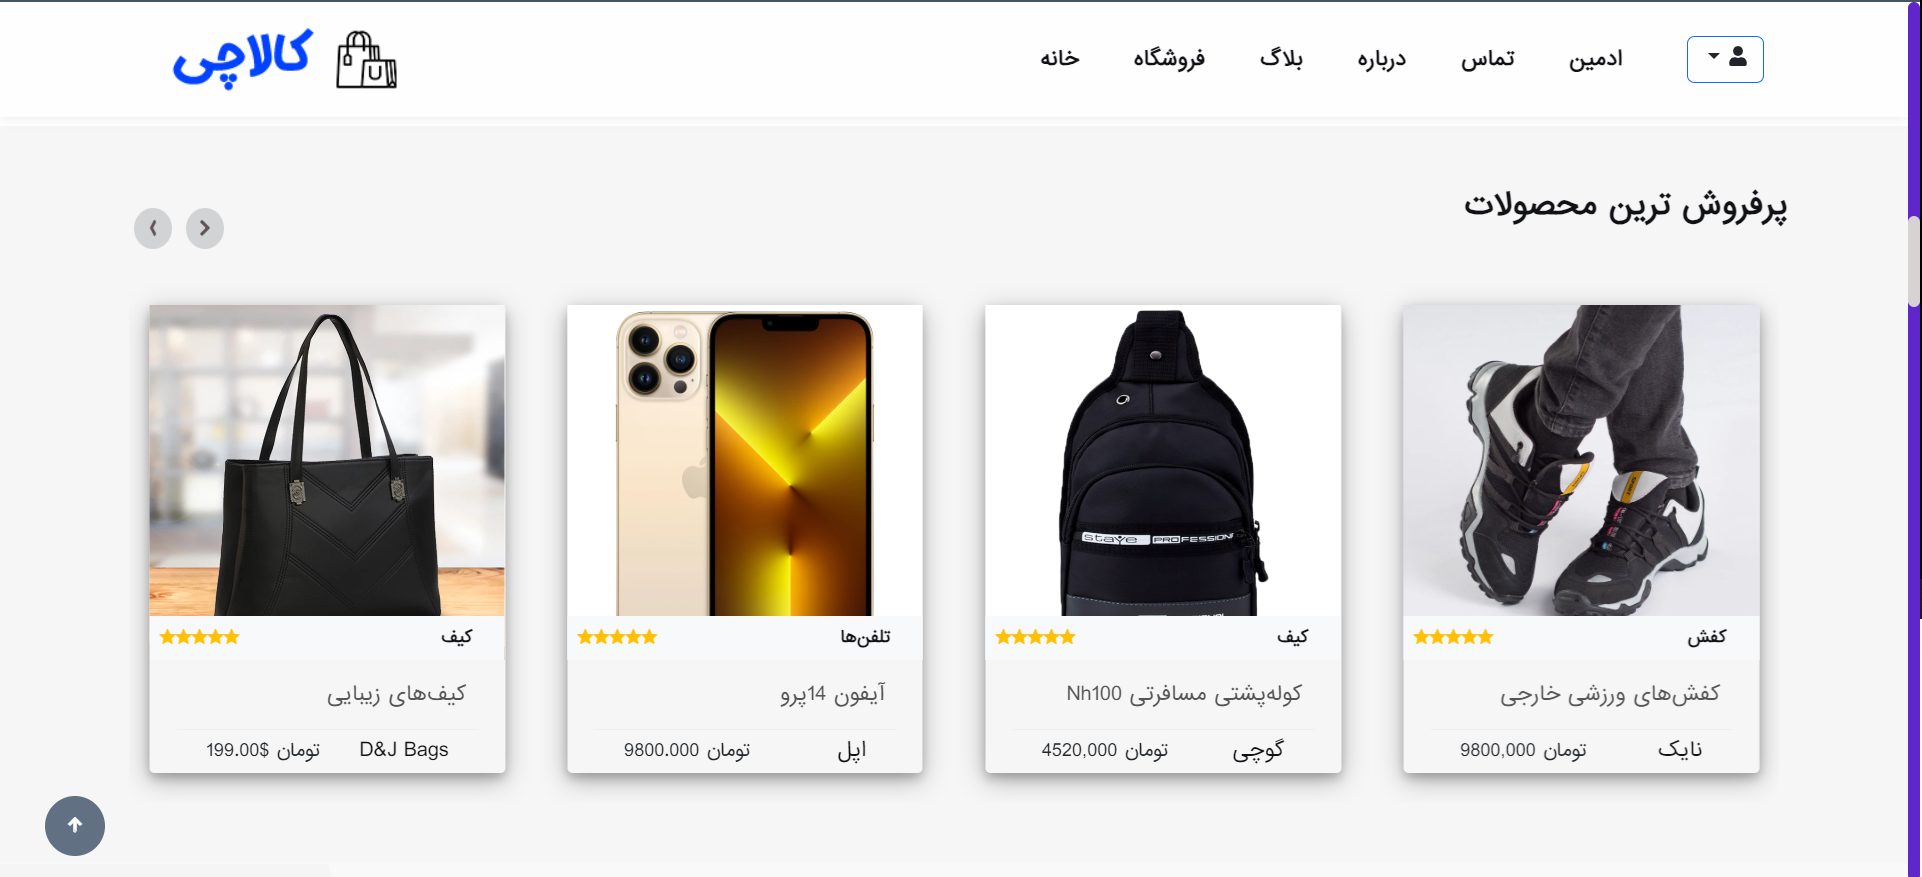 ادمین
تماس
درباره
بلاگ
فروشگاه
خانه
کالاچی
پرفروش ترین محصولات
staye PROFESSION
کفش
کفش‌های ورزشی خارجی
نایک
9800,000 تومان
کیف
کوله‌پشتی مسافرتی Nh100
گوچی
4520,000 تومان
تلفن‌ها
آیفون 14پرو
اپل
9800.000 تومان
کیف
کیف‌های زیبایی
D&J Bags
199.00$ تومان